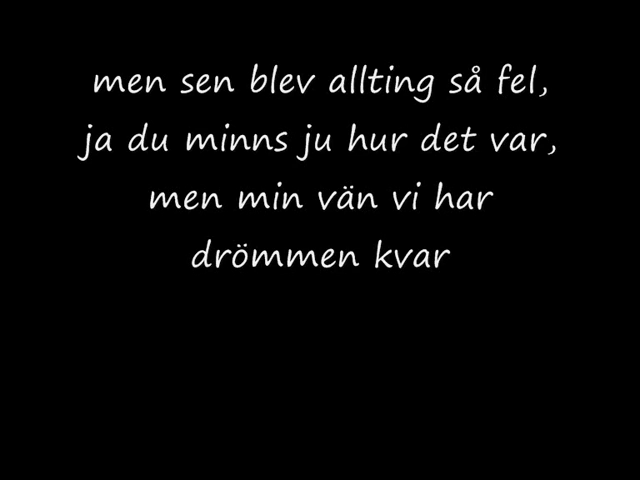 men sen blev allting så fel,
ja du minns ju hur det var,
men min vän vi har
drömmen kvar